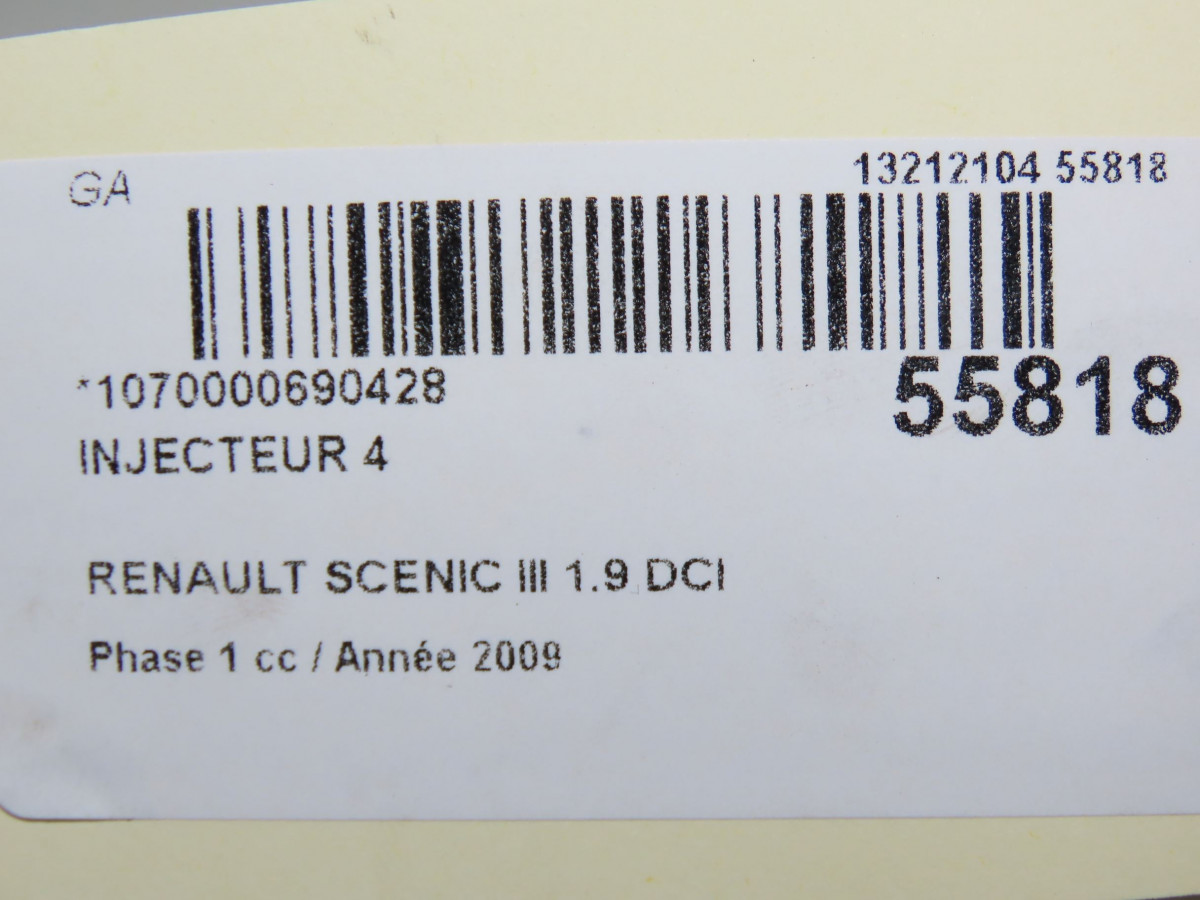 GA
13212104 55818
*1070000690428
55818
INJECTEUR 4
RENAULT SCENIC III 1.9 DCI
Phase 1 cc / Année 2009